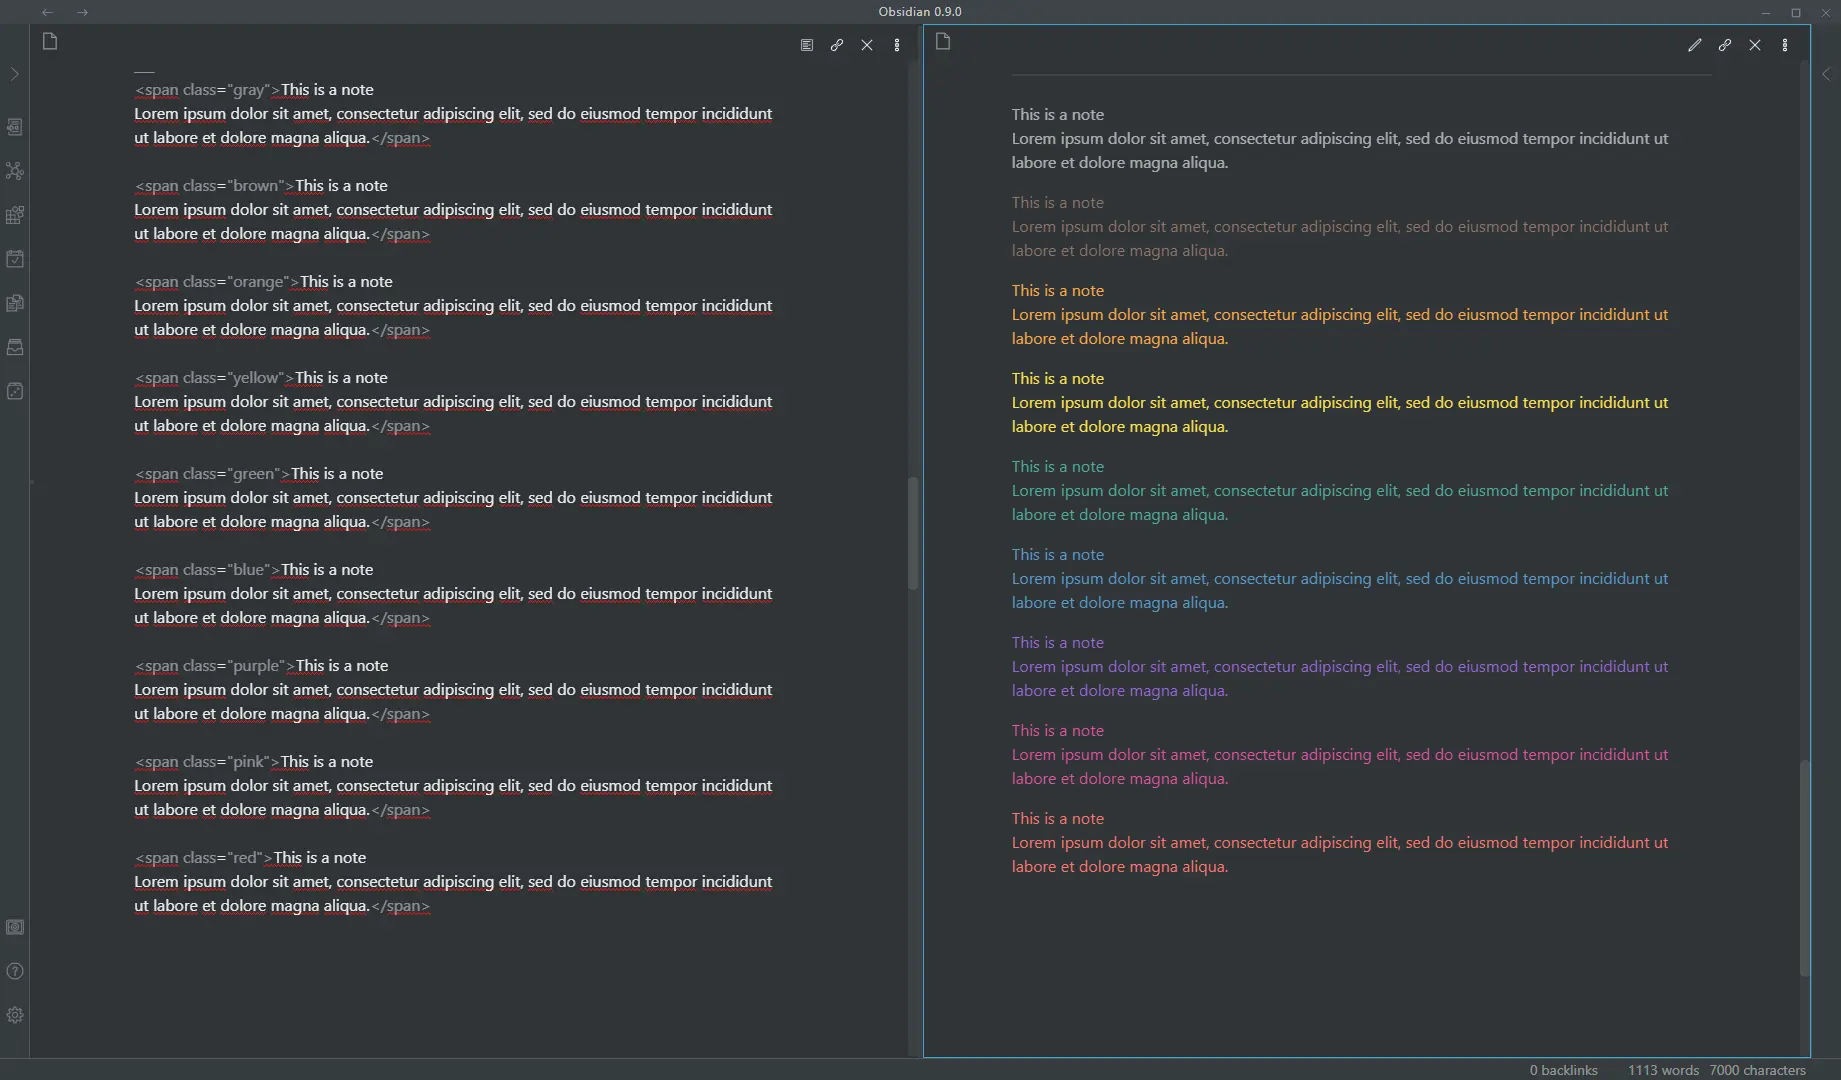 Obsidian 0.9.0
<span class="gray">This is a note
Lorem ipsum dolor sit amet, consectetur adipiscing elit, sed do eiusmod tempor incididunt
ut labore et dolore magna aliqua.</span>
<span class="brown">This is a note
Lorem ipsum dolor sit amet, consectetur adipiscing elit, sed do eiusmod tempor incididunt
ut labore et dolore magna aliqua.</span>
<span class="orange">This is a note
Lorem ipsum dolor sit amet, consectetur adipiscing elit, sed do eiusmod tempor incididunt
ut labore et dolore magna aliqua.</span>
<span class="yellow">This is a note
Lorem ipsum dolor sit amet, consectetur adipiscing elit, sed do eiusmod tempor incididunt
ut labore et dolore magna aliqua.</span>
<span class="green">This is a note
Lorem ipsum dolor sit amet, consectetur adipiscing elit, sed do eiusmod tempor incididunt
ut labore et dolore magna aliqua.</span>
<span class="blue">This is a note
Lorem ipsum dolor sit amet, consectetur adipiscing elit, sed do eiusmod tempor incididunt
ut labore et dolore magna aliqua.</span>
<span class="purple">This is a note
Lorem ipsum dolor sit amet, consectetur adipiscing elit, sed do eiusmod tempor incididunt
ut labore et dolore magna aliqua.</span>
<span class="pink">This is a note
Lorem ipsum dolor sit amet, consectetur adipiscing elit, sed do eiusmod tempor incididunt
ut labore et dolore magna aliqua.</span>
<span class="red">This is a note
Lorem ipsum dolor sit amet, consectetur adipiscing elit, sed do eiusmod tempor incididunt
ut labore et dolore magna aliqua.</span>
This is a note
Lorem ipsum dolor sit amet, consectetur adipiscing elit, sed do eiusmod tempor incididunt ut
labore et dolore magna aliqua.
This is a note
Lorem ipsum dolor sit amet, consectetur adipiscing elit, sed do eiusmod tempor incididunt ut
labore et dolore magna aliqua.
This is a note
Lorem ipsum dolor sit amet, consectetur adipiscing elit, sed do eiusmod tempor incididunt ut
labore et dolore magna aliqua.
This is a note
Lorem ipsum dolor sit amet, consectetur adipiscing elit, sed do eiusmod tempor incididunt ut
labore et dolore magna aliqua.
This is a note
Lorem ipsum dolor sit amet, consectetur adipiscing elit, sed do eiusmod tempor incididunt ut
labore et dolore magna aliqua.
This is a note
Lorem ipsum dolor sit amet, consectetur adipiscing elit, sed do eiusmod tempor incididunt ut
labore et dolore magna aliqua.
This is a note
Lorem ipsum dolor sit amet, consectetur adipiscing elit, sed do eiusmod tempor incididunt ut
labore et dolore magna aliqua.
This is a note
Lorem ipsum dolor sit amet, consectetur adipiscing elit, sed do eiusmod tempor incididunt ut
labore et dolore magna aliqua.
This is a note
Lorem ipsum dolor sit amet, consectetur adipiscing elit, sed do eiusmod tempor incididunt ut
labore et dolore magna aliqua.
0 backlinks 1113 words 7000 characters